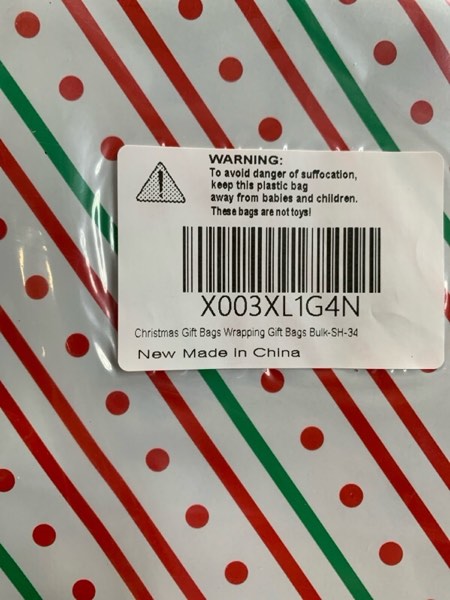 WARNING:
To avoid danger of suffocation,
keep this plastic bag
away from babies and children.
These bags are not toys!
X003XL1G4N
Christmas Gift Bags Wrapping Gift Bags Bulk-SH-34
New Made in China